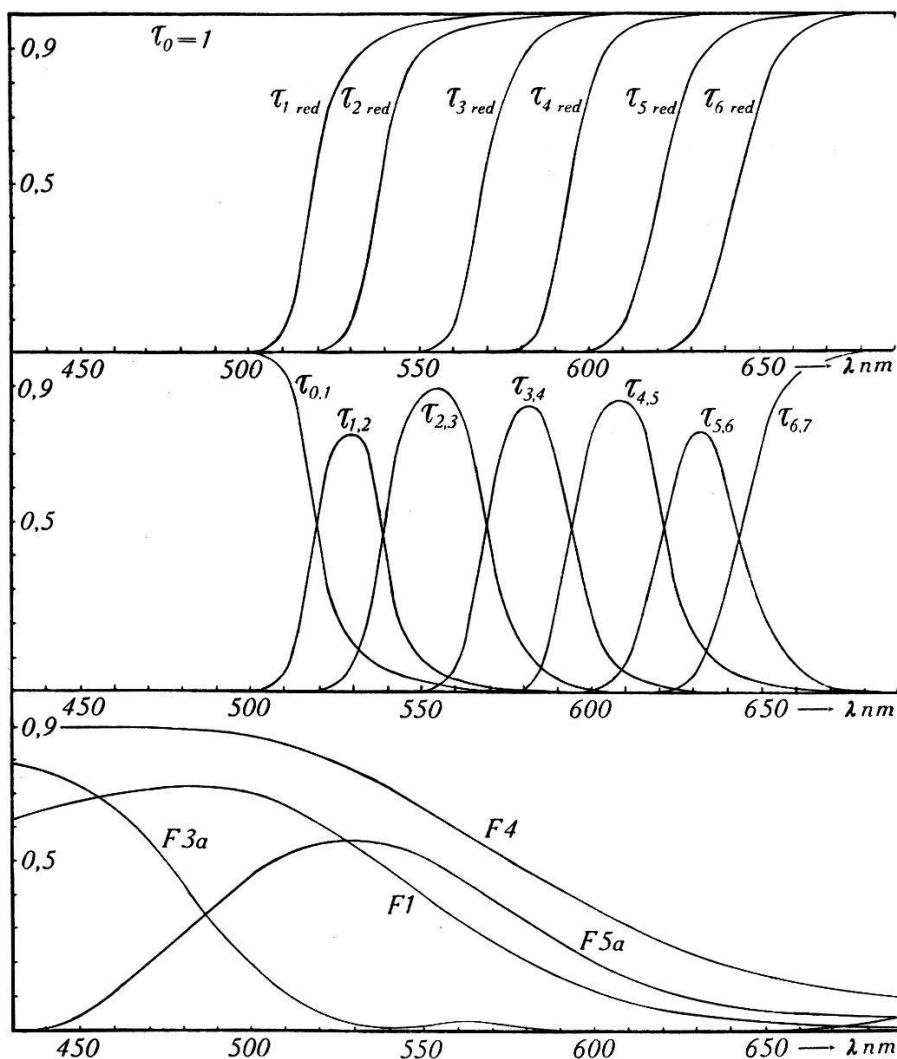 τ₀=1
0,9
τ₁ red τ₂ red τ₃ red τ₄ red τ₅ red τ₆ red
0,5
450 500 550 600 650 → λ nm
0,9
τ₀,₁ τ₁,₂ τ₂,₃ τ₃,₄ τ₄,₅ τ₅,₆ τ₆,₇
0,5
450 500 550 600 650 → λ nm
0,9
F3a F4
0,5
F1 F5a
450 500 550 600 650 → λ nm